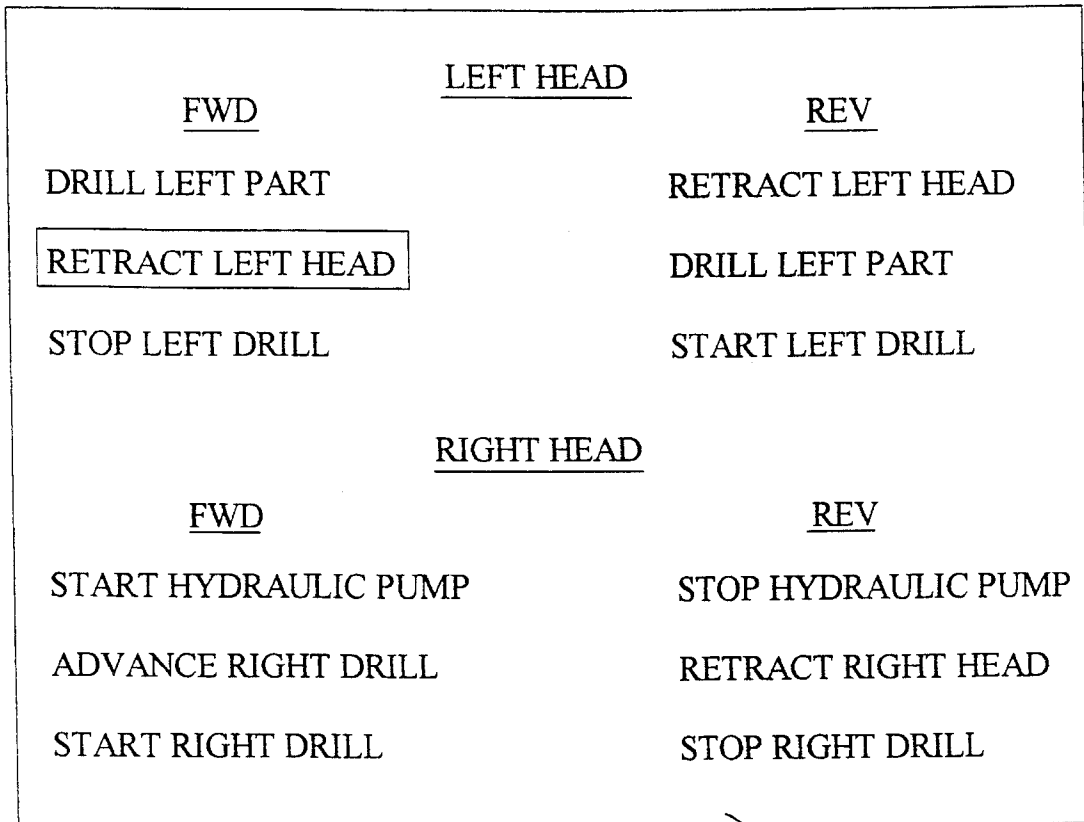 LEFT HEAD
FWD REV
DRILL LEFT PART RETRACT LEFT HEAD
RETRACT LEFT HEAD DRILL LEFT PART
STOP LEFT DRILL START LEFT DRILL
RIGHT HEAD
FWD REV
START HYDRAULIC PUMP STOP HYDRAULIC PUMP
ADVANCE RIGHT DRILL RETRACT RIGHT HEAD
START RIGHT DRILL STOP RIGHT DRILL